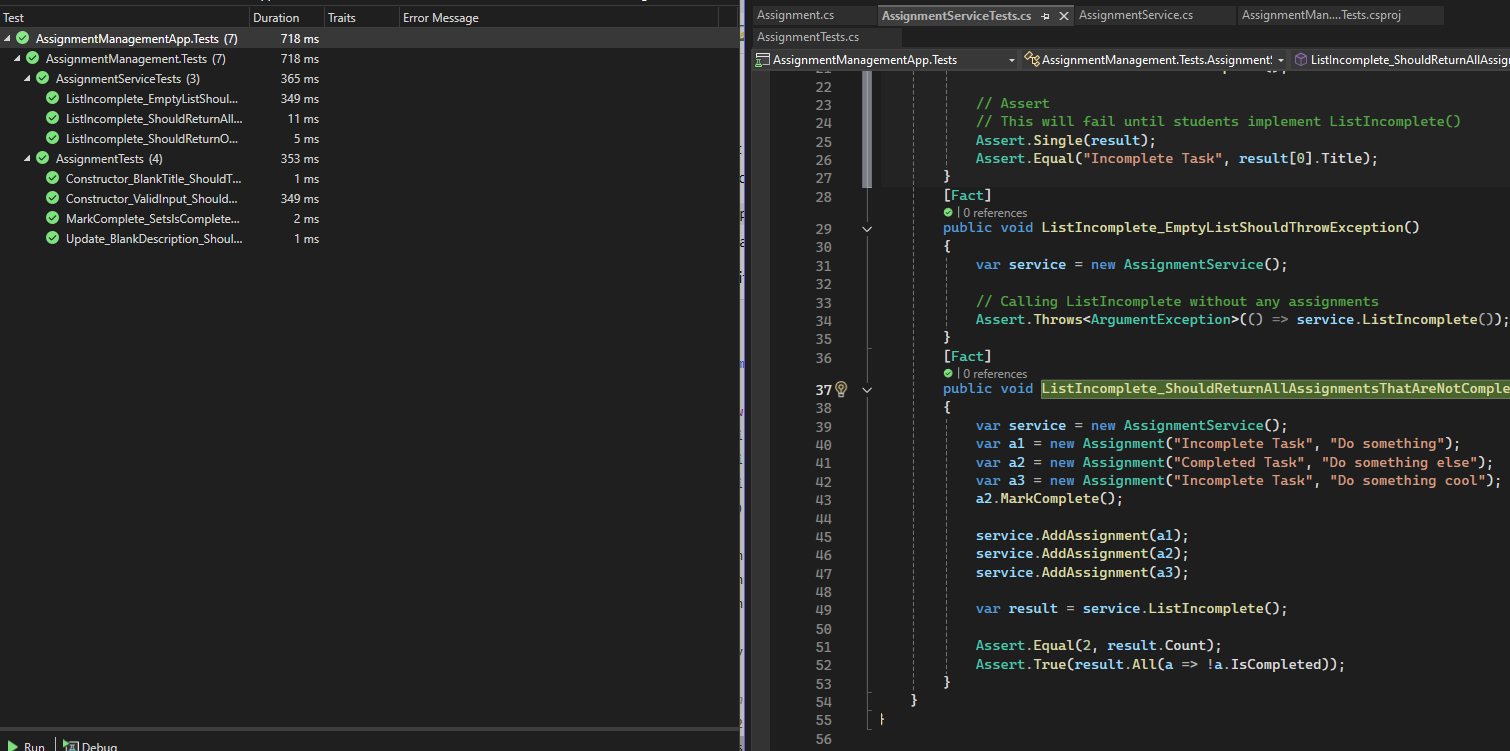 Test Duration Traits Error Message
AssignmentManagementApp.Tests (7) 718 ms
AssignmentManagement.Tests (7) 718 ms
AssignmentServiceTests (3) 365 ms
ListIncomplete_EmptyListShoul... 349 ms
ListIncomplete_ShouldReturnAll... 11 ms
ListIncomplete_ShouldReturnO... 5 ms
AssignmentTests (4) 353 ms
Constructor_BlankTitle_ShouldT... 1 ms
Constructor_ValidInput_Should... 349 ms
MarkComplete_SetsIsComplete... 2 ms
Update_BlankDescription_Shoul... 1 ms
Run Debug
Assignment.cs AssignmentServiceTests.cs AssignmentService.cs AssignmentMan....Tests.csproj
AssignmentTests.cs
AssignmentManagementApp.Tests AssignmentManagement.Tests.Assignment ListIncomplete_ShouldReturnAllAssign
22
23 // Assert
24 // This will fail until students implement ListIncomplete()
25 Assert.Single(result);
26 Assert.Equal("Incomplete Task", result[0].Title);
27 }
28 [Fact]
0 references
29 public void ListIncomplete_EmptyListShouldThrowException()
30 {
31 var service = new AssignmentService();
32
33 // Calling ListIncomplete without any assignments
34 Assert.Throws<ArgumentException>(() => service.ListIncomplete());
35 }
36 [Fact]
0 references
37 public void ListIncomplete_ShouldReturnAllAssignmentsThatAreNotComple
38 {
39 var service = new AssignmentService();
40 var a1 = new Assignment("Incomplete Task", "Do something");
41 var a2 = new Assignment("Completed Task", "Do something else");
42 var a3 = new Assignment("Incomplete Task", "Do something cool");
43 a2.MarkComplete();
44
45 service.AddAssignment(a1);
46 service.AddAssignment(a2);
47 service.AddAssignment(a3);
48
49 var result = service.ListIncomplete();
50
51 Assert.Equal(2, result.Count);
52 Assert.True(result.All(a => !a.IsCompleted));
53 }
54 }
55 }
56